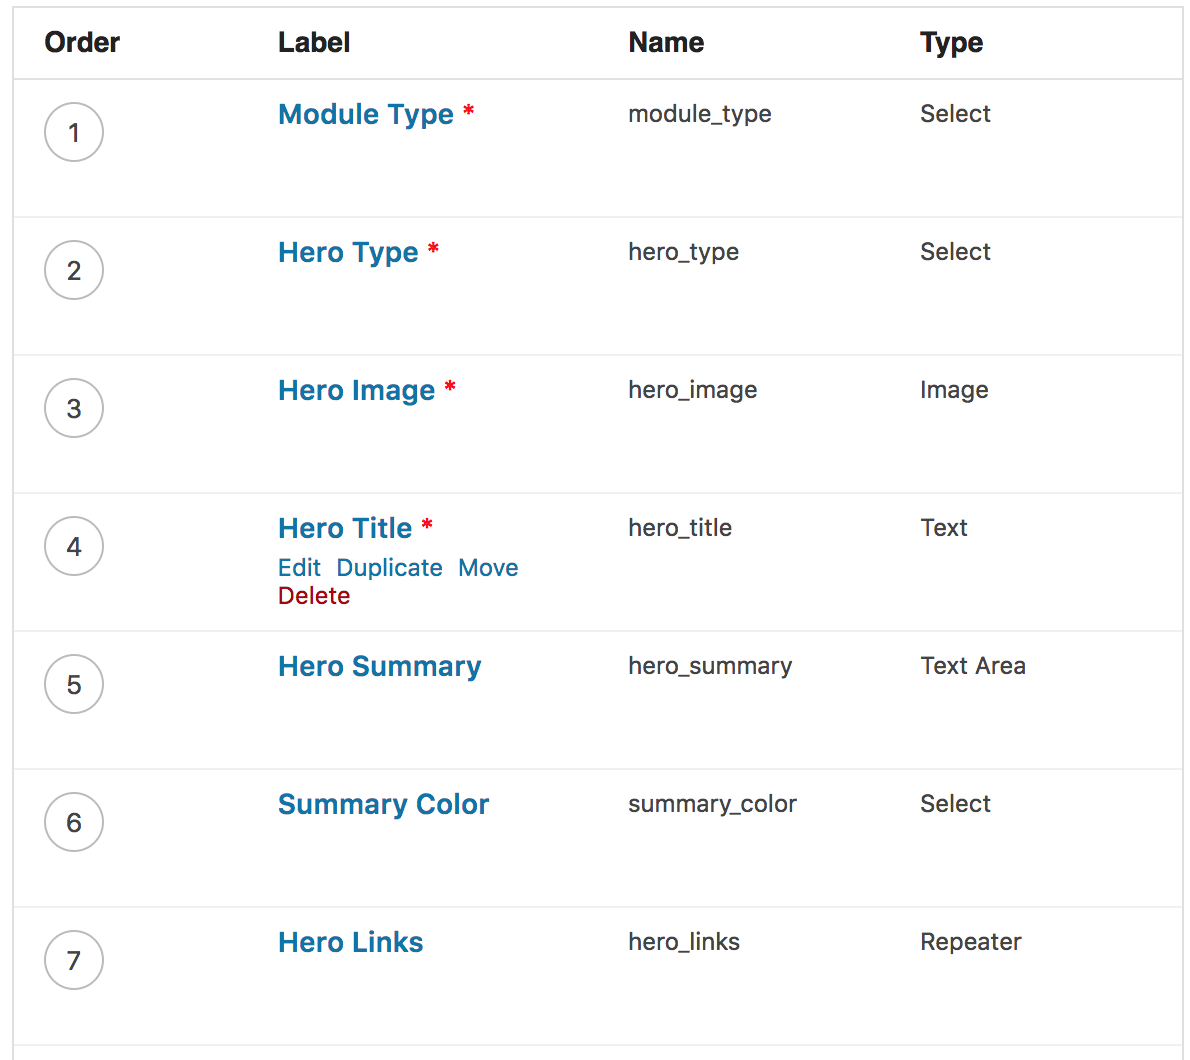 Order Label Name Type
1 Module Type * module_type Select
2 Hero Type * hero_type Select
3 Hero Image * hero_image Image
4 Hero Title * hero_title Text
Edit Duplicate Move
Delete
5 Hero Summary hero_summary Text Area
6 Summary Color summary_color Select
7 Hero Links hero_links Repeater